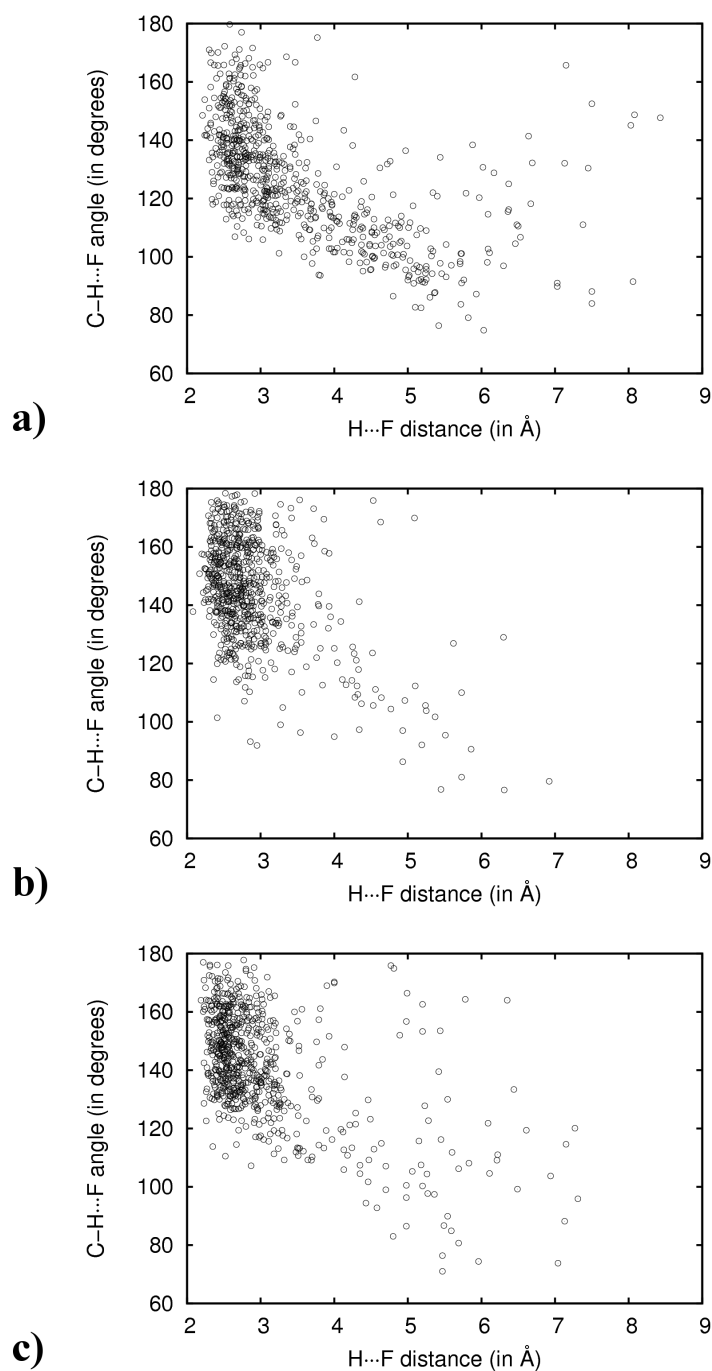 180
160
140
120
100
80
60
C−H···F angle (in degrees)
2 3 4 5 6 7 8 9
H···F distance (in Å)
a)
180
160
140
120
100
80
60
C−H···F angle (in degrees)
2 3 4 5 6 7 8 9
H···F distance (in Å)
b)
180
160
140
120
100
80
60
C−H···F angle (in degrees)
2 3 4 5 6 7 8 9
H···F distance (in Å)
c)